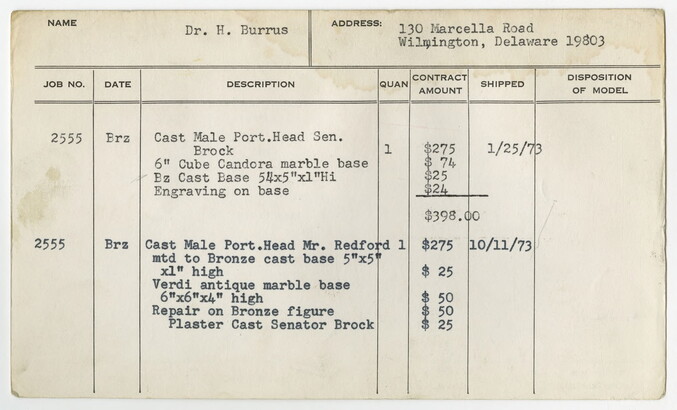 NAME Dr. H. Burrus ADDRESS: 130 Marcella Road
Wilmington, Delaware 19803
JOB NO. DATE DESCRIPTION QUAN CONTRACT AMOUNT SHIPPED DISPOSITION OF MODEL
2555 Brz Cast Male Port.Head Sen.
Brock 1 $275 1/25/73
6" Cube Candora marble base $ 74
Bz Cast Base 54x5"x1"Hi $25
Engraving on base $24
$398.00
2555 Brz Cast Male Port.Head Mr. Redford 1 $275 10/11/73
mtd to Bronze cast base 5"x5"
x1" high $ 25
Verdi antique marble base
6"x6"x4" high $ 50
Repair on Bronze figure $ 50
Plaster Cast Senator Brock $ 25